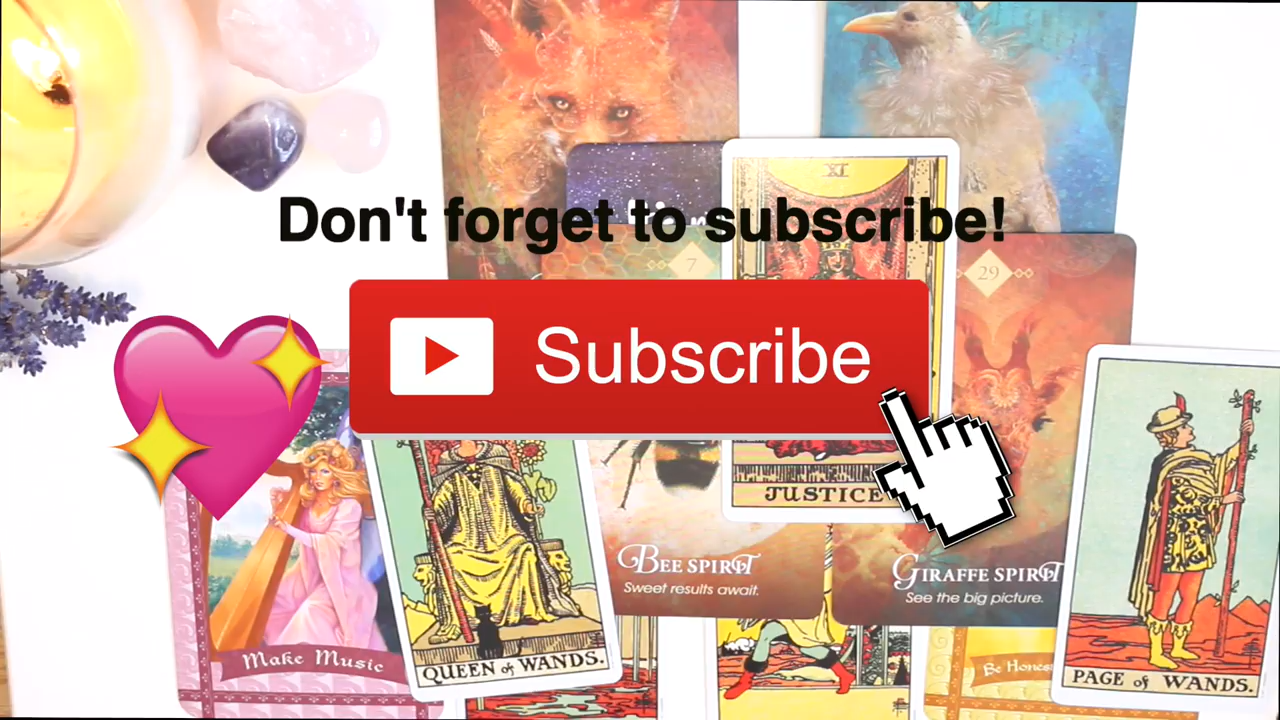 XI
Don't forget to subscribe!
7
29
Subscribe
JUSTICE
BEE SPIRIT
Sweet results await.
GIRAFFE SPIRIT
See the big picture.
Make Music
QUEEN of WANDS.
Be Honest
PAGE of WANDS.